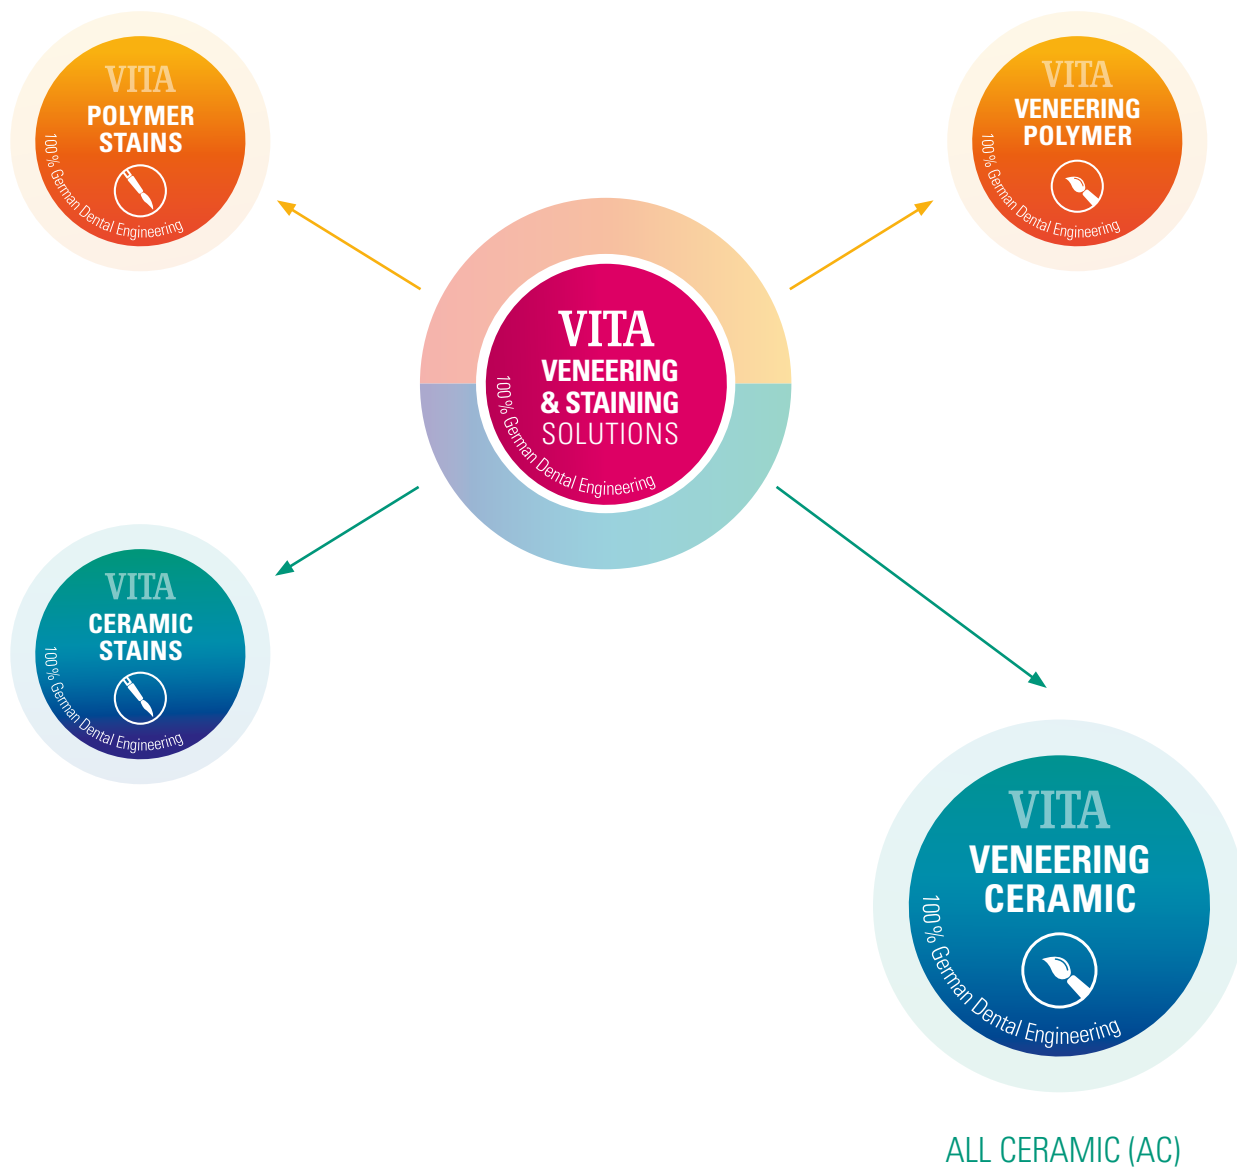 VITA
POLYMER
STAINS
100% German Dental Engineering
VITA
VENEERING
POLYMER
100% German Dental Engineering
VITA
VENEERING
& STAINING
SOLUTIONS
100% German Dental Engineering
VITA
CERAMIC
STAINS
100% German Dental Engineering
VITA
VENEERING
CERAMIC
100% German Dental Engineering
ALL CERAMIC (AC)